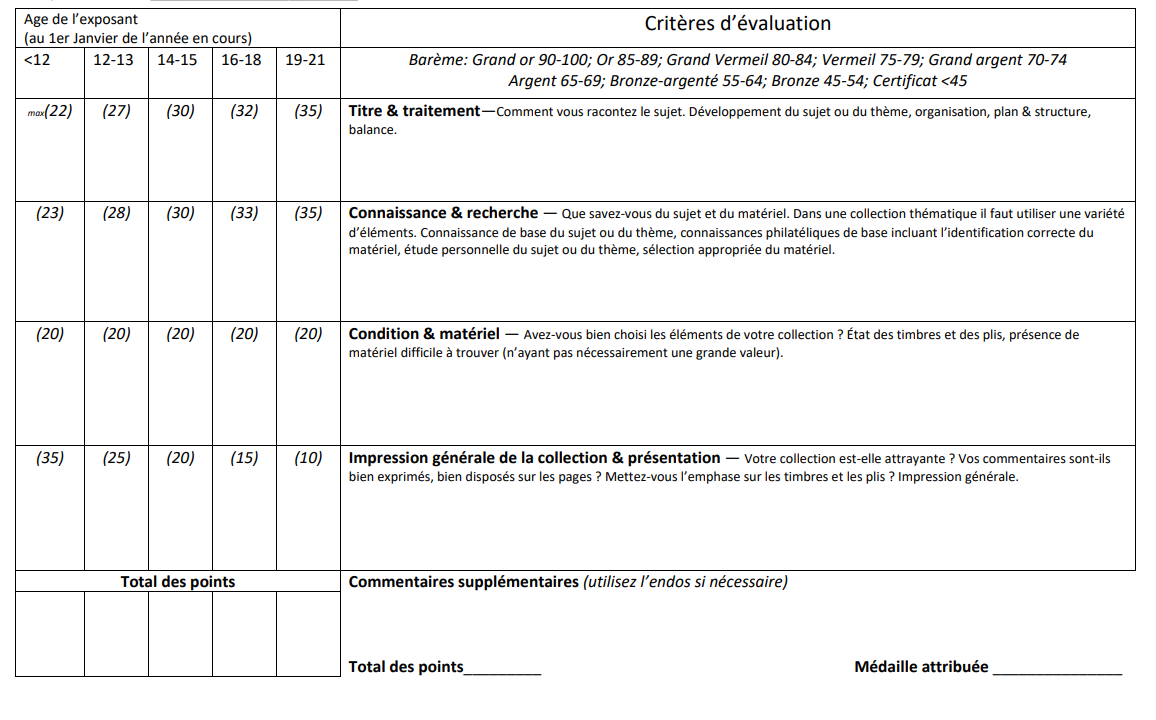 Age de l’exposant
(au 1er Janvier de l’année en cours)
Critères d’évaluation
<12 12-13 14-15 16-18 19-21
Barème: Grand or 90-100; Or 85-89; Grand Vermeil 80-84; Vermeil 75-79; Grand argent 70-74
Argent 65-69; Bronze-argenté 55-64; Bronze 45-54; Certificat <45
max(22) (27) (30) (32) (35)
Titre & traitement—Comment vous racontez le sujet. Développement du sujet ou du thème, organisation, plan & structure,
balance.
(23) (28) (30) (33) (35)
Connaissance & recherche — Que savez-vous du sujet et du matériel. Dans une collection thématique il faut utiliser une variété
d’éléments. Connaissance de base du sujet ou du thème, connaissances philatéliques de base incluant l’identification correcte du
matériel, étude personnelle du sujet ou du thème, sélection appropriée du matériel.
(20) (20) (20) (20) (20)
Condition & matériel — Avez-vous bien choisi les éléments de votre collection ? État des timbres et des plis, présence de
matériel difficile à trouver (n’ayant pas nécessairement une grande valeur).
(35) (25) (20) (15) (10)
Impression générale de la collection & présentation — Votre collection est-elle attrayante ? Vos commentaires sont-ils
bien exprimés, bien disposés sur les pages ? Mettez-vous l’emphase sur les timbres et les plis ? Impression générale.
Total des points
Commentaires supplémentaires (utilisez l’endos si nécessaire)
Total des points_________ Médaille attribuée _______________